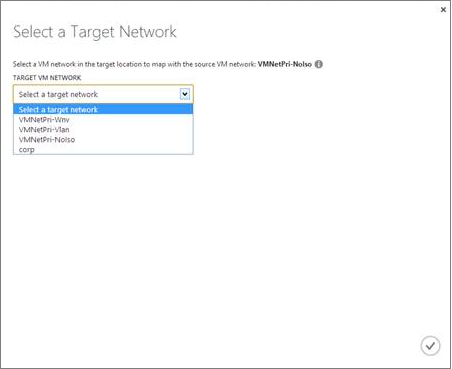 Select a Target Network
Select a VM network in the target location to map with the source VM network: VMNetPri-NoIso
TARGET VM NETWORK
Select a target network
Select a target network
VMNetPri-Wnv
VMNetPri-Vlan
VMNetPri-NoIso
corp